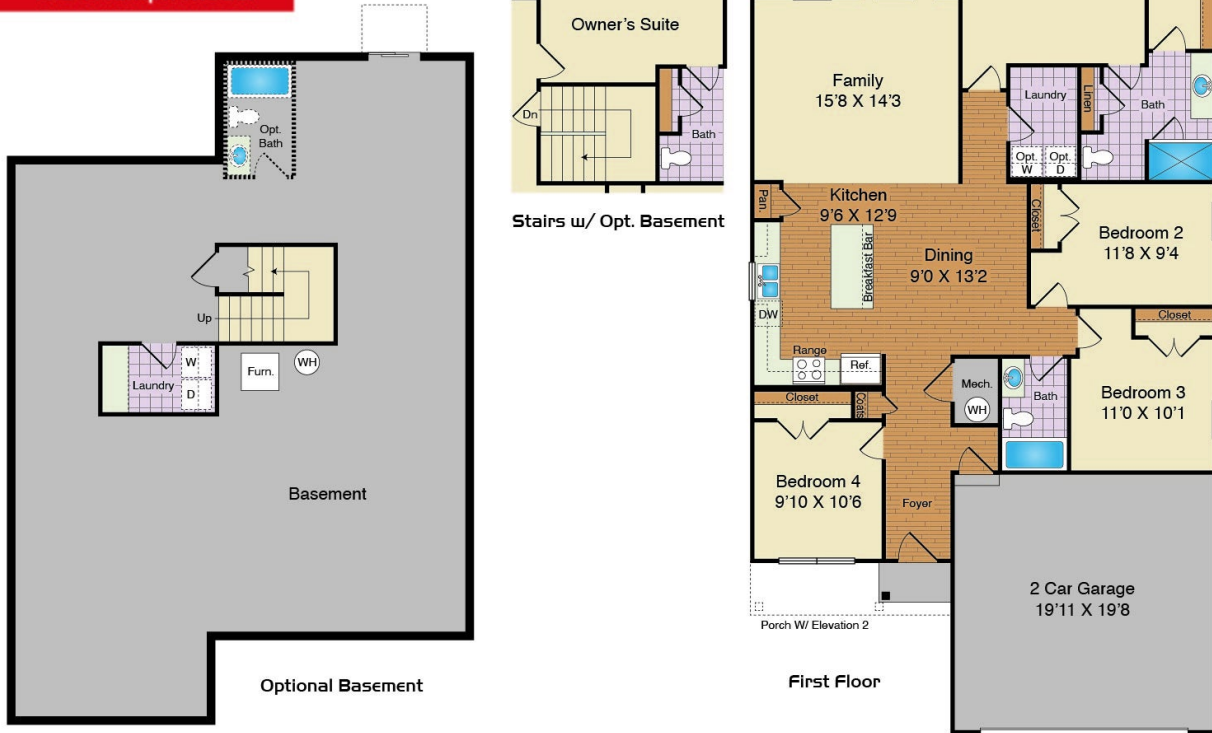 Opt.
Bath
Up
Laundry
W
D
Furn.
WH
Basement
Optional Basement
Owner's Suite
Dn
Bath
Stairs w/ Opt. Basement
Family
15'8 X 14'3
Laundry
Opt.
W
Opt.
D
Linen
Bath
Pan.
Kitchen
9'6 X 12'9
Breakfast Bar
Dining
9'0 X 13'2
Closet
Bedroom 2
11'8 X 9'4
DW
Range
Ref.
Closet
Bedroom 3
11'0 X 10'1
Mech.
WH
Bath
Closet
Coats
Bedroom 4
9'10 X 10'6
Foyer
2 Car Garage
19'11 X 19'8
Porch W/ Elevation 2
First Floor